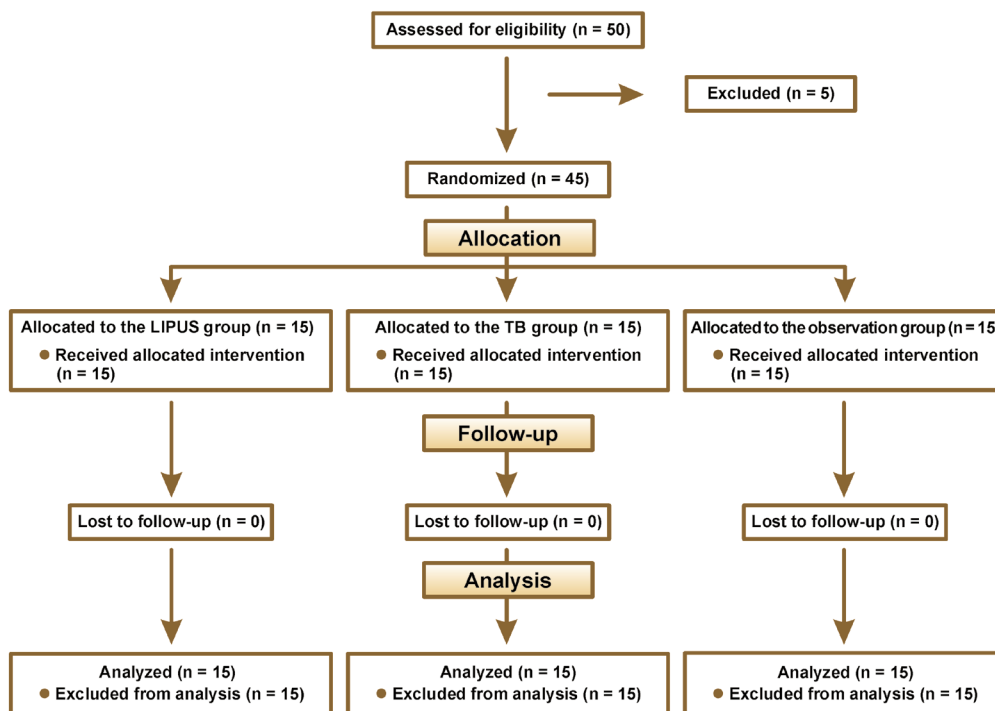 Assessed for eligibility (n = 50)
Excluded (n = 5)
Randomized (n = 45)
Allocation
Allocated to the LIPUS group (n = 15)
● Received allocated intervention
(n = 15)
Allocated to the TB group (n = 15)
● Received allocated intervention
(n = 15)
Allocated to the observation group (n = 15
● Received allocated intervention
(n = 15)
Follow-up
Lost to follow-up (n = 0)
Lost to follow-up (n = 0)
Lost to follow-up (n = 0)
Analysis
Analyzed (n = 15)
● Excluded from analysis (n = 15)
Analyzed (n = 15)
● Excluded from analysis (n = 15)
Analyzed (n = 15)
● Excluded from analysis (n = 15)